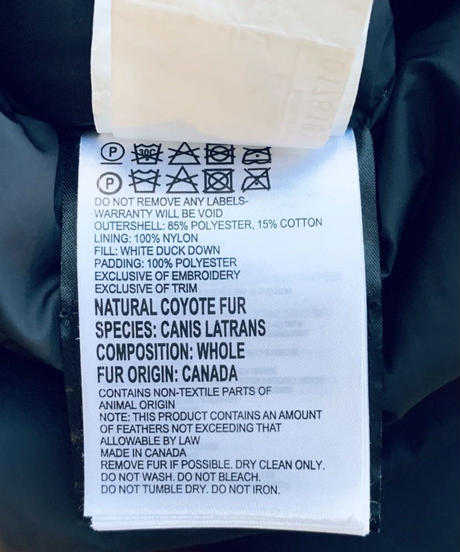 P 30C
P
DO NOT REMOVE ANY LABELS-
WARRANTY WILL BE VOID
OUTERSHELL: 85% POLYESTER, 15% COTTON
LINING: 100% NYLON
FILL: WHITE DUCK DOWN
PADDING: 100% POLYESTER
EXCLUSIVE OF EMBROIDERY
EXCLUSIVE OF TRIM
NATURAL COYOTE FUR
SPECIES: CANIS LATRANS
COMPOSITION: WHOLE
FUR ORIGIN: CANADA
CONTAINS NON-TEXTILE PARTS OF
ANIMAL ORIGIN
NOTE: THIS PRODUCT CONTAINS AN AMOUNT
OF FEATHERS NOT EXCEEDING THAT
ALLOWABLE BY LAW
MADE IN CANADA
REMOVE FUR IF POSSIBLE. DRY CLEAN ONLY.
DO NOT WASH. DO NOT BLEACH.
DO NOT TUMBLE DRY. DO NOT IRON.